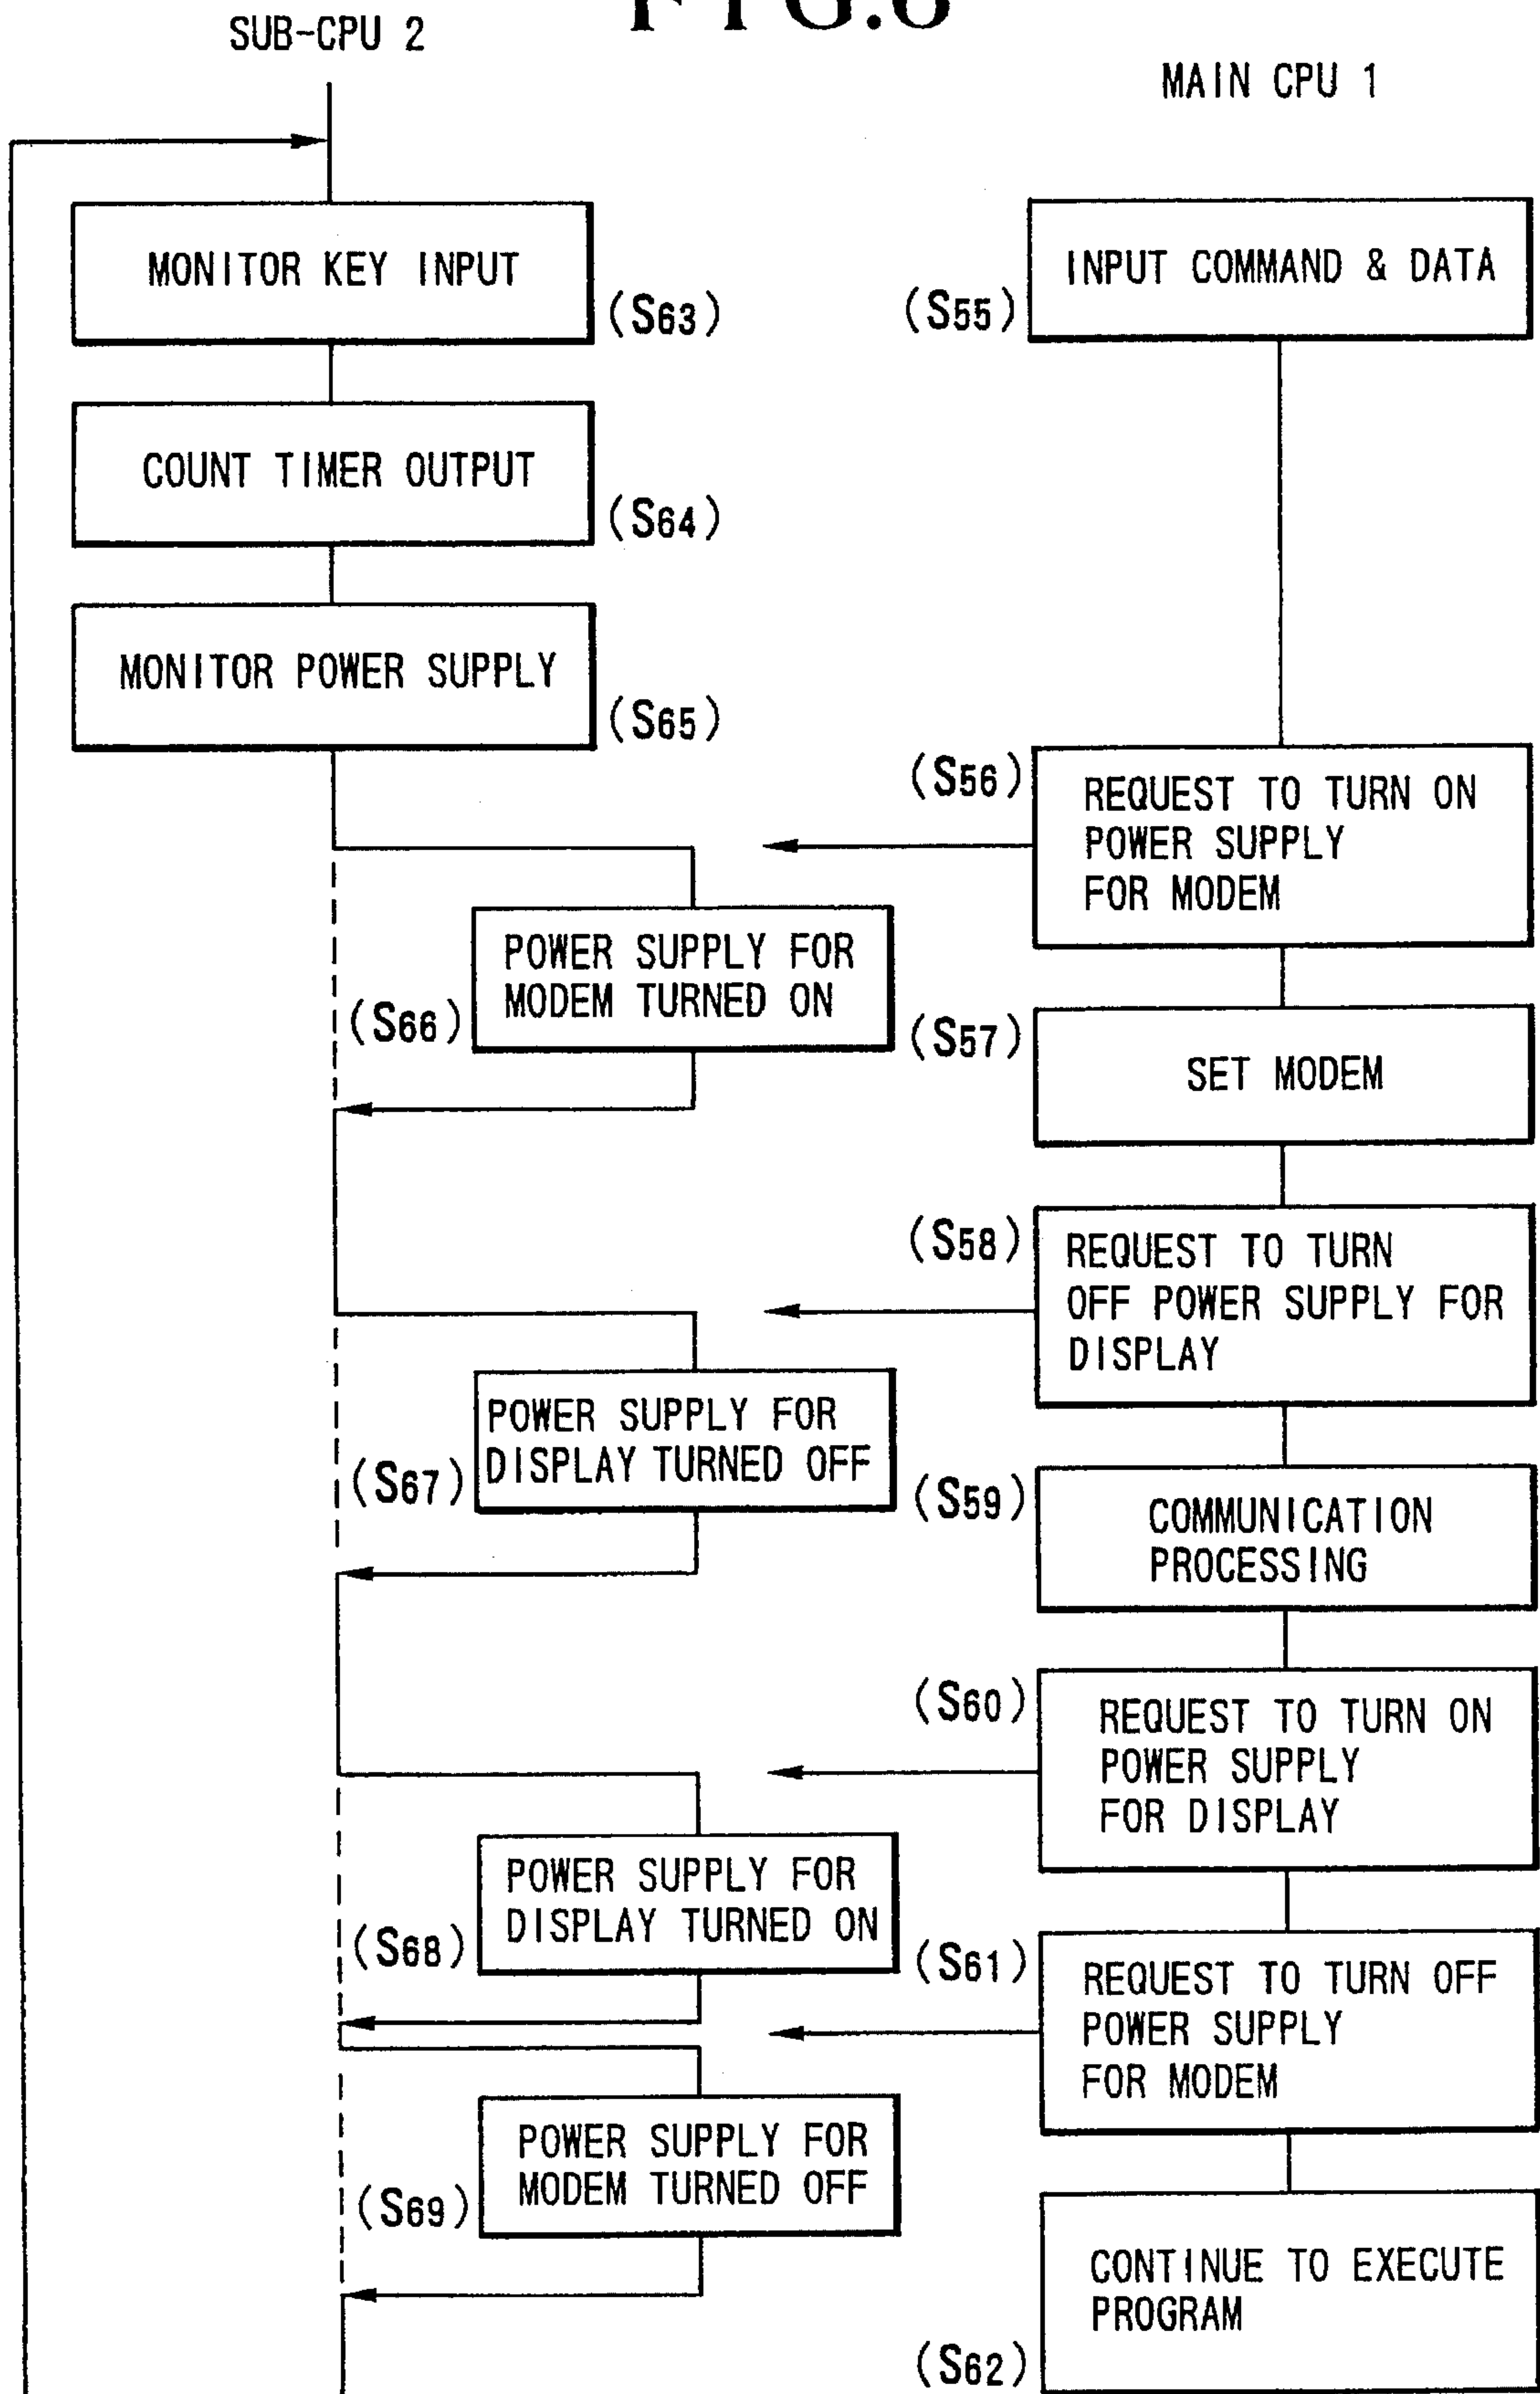 FIG.8
SUB-CPU 2
MAIN CPU 1
MONITOR KEY INPUT
(S63)
COUNT TIMER OUTPUT
(S64)
MONITOR POWER SUPPLY
(S65)
INPUT COMMAND & DATA
(S55)
(S56)
REQUEST TO TURN ON
POWER SUPPLY
FOR MODEM
POWER SUPPLY FOR
MODEM TURNED ON
(S66)
(S57)
SET MODEM
(S58)
REQUEST TO TURN
OFF POWER SUPPLY FOR
DISPLAY
POWER SUPPLY FOR
DISPLAY TURNED OFF
(S67)
(S59)
COMMUNICATION
PROCESSING
(S60)
REQUEST TO TURN ON
POWER SUPPLY
FOR DISPLAY
POWER SUPPLY FOR
DISPLAY TURNED ON
(S68)
(S61)
REQUEST TO TURN OFF
POWER SUPPLY
FOR MODEM
POWER SUPPLY FOR
MODEM TURNED OFF
(S69)
CONTINUE TO EXECUTE
PROGRAM
(S62)